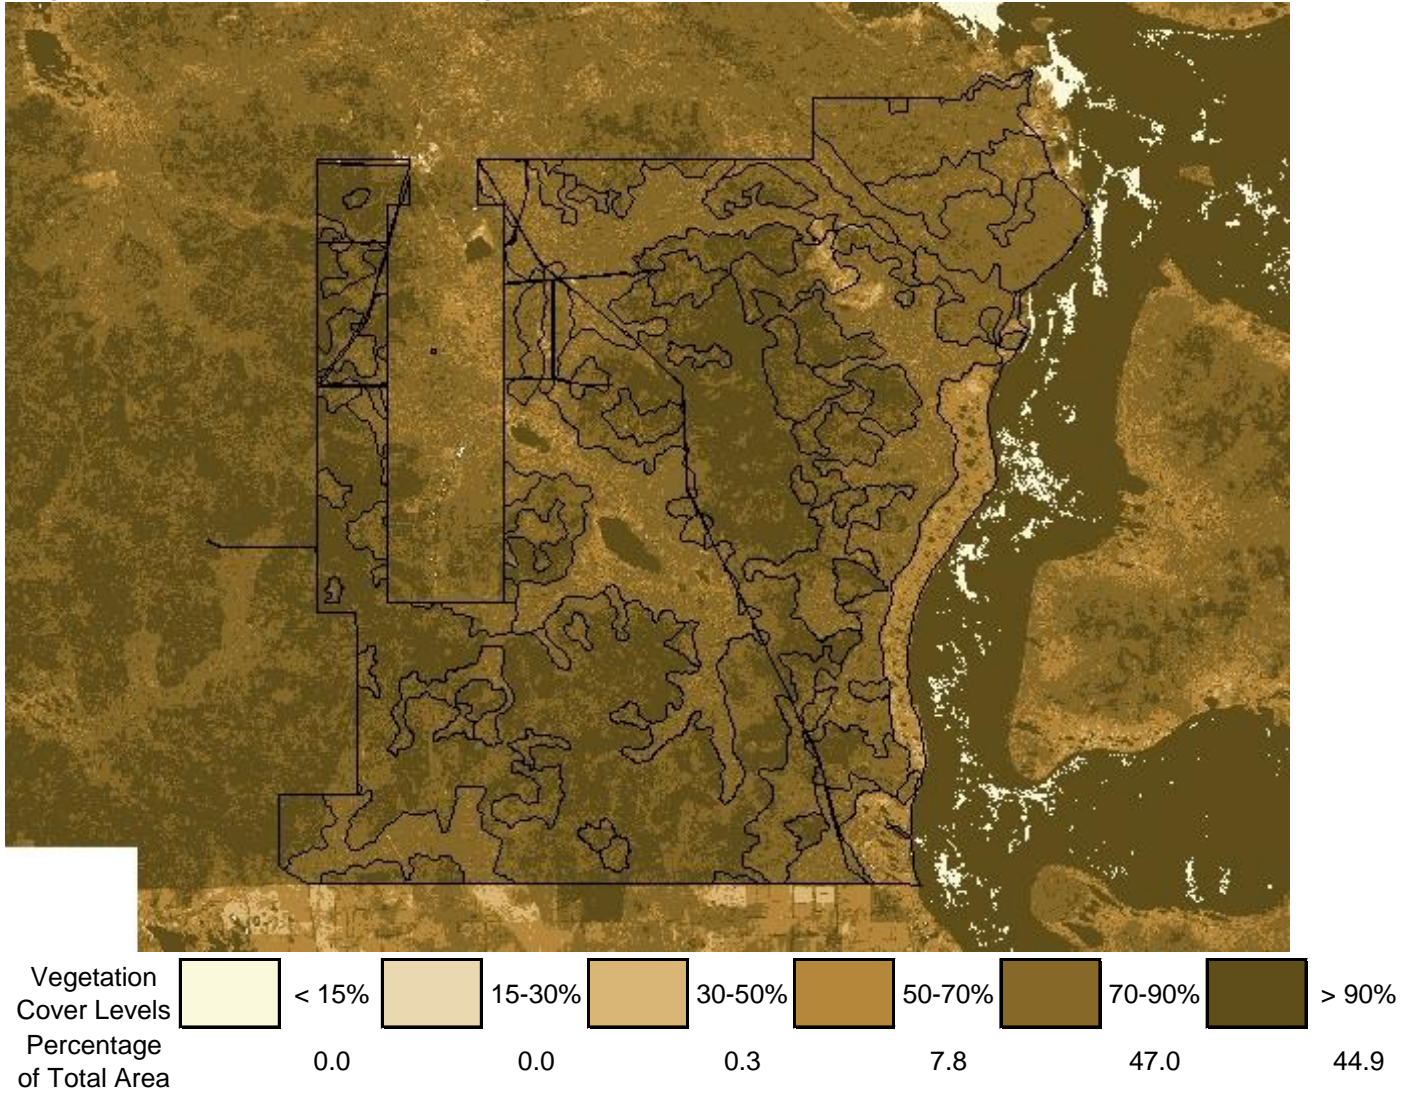 Vegetation
Cover Levels
< 15% 15-30% 30-50% 50-70% 70-90% > 90%
Percentage
of Total Area
0.0 0.0 0.3 7.8 47.0 44.9